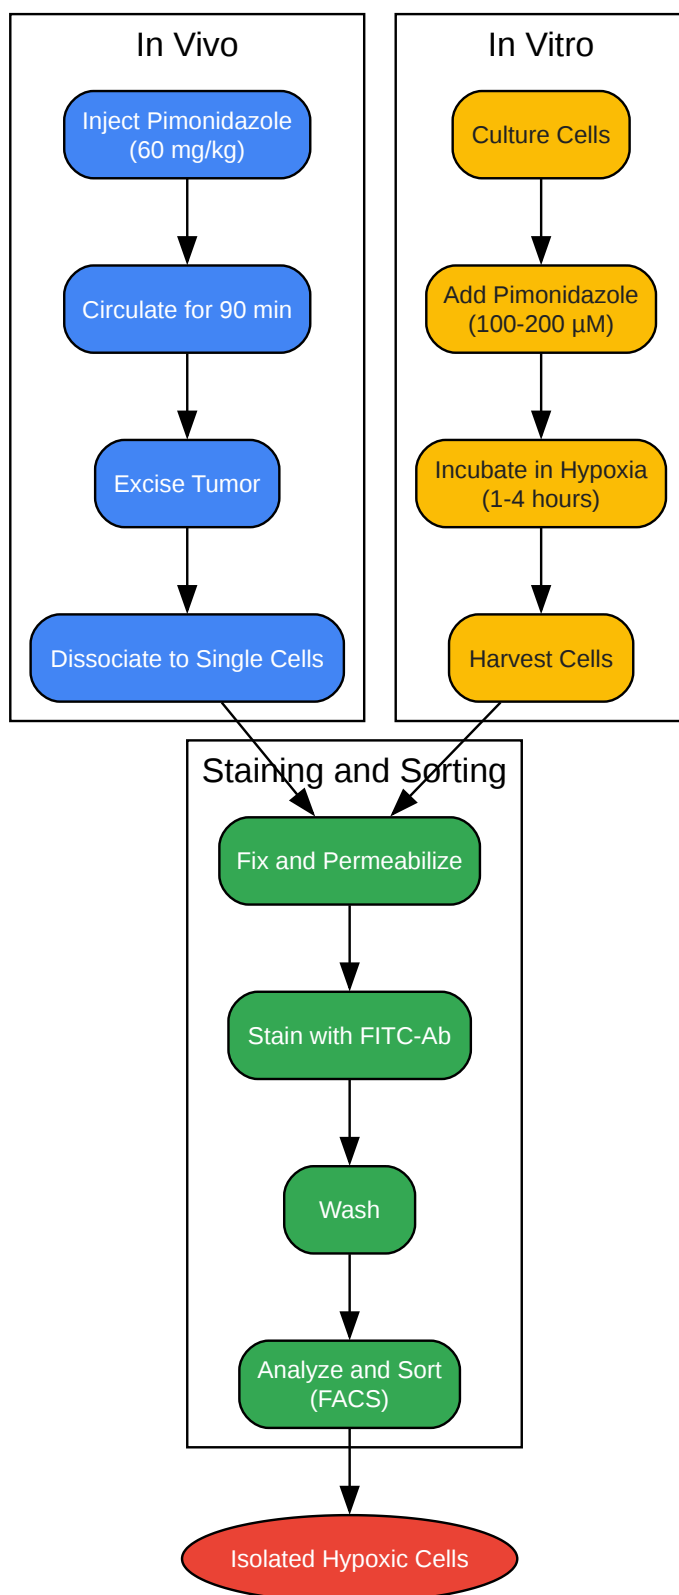 In Vivo
Inject Pimonidazole
(60 mg/kg)
Circulate for 90 min
Excise Tumor
Dissociate to Single Cells
In Vitro
Culture Cells
Add Pimonidazole
(100-200 µM)
Incubate in Hypoxia
(1-4 hours)
Harvest Cells
Staining and Sorting
Fix and Permeabilize
Stain with FITC-Ab
Wash
Analyze and Sort
(FACS)
Isolated Hypoxic Cells